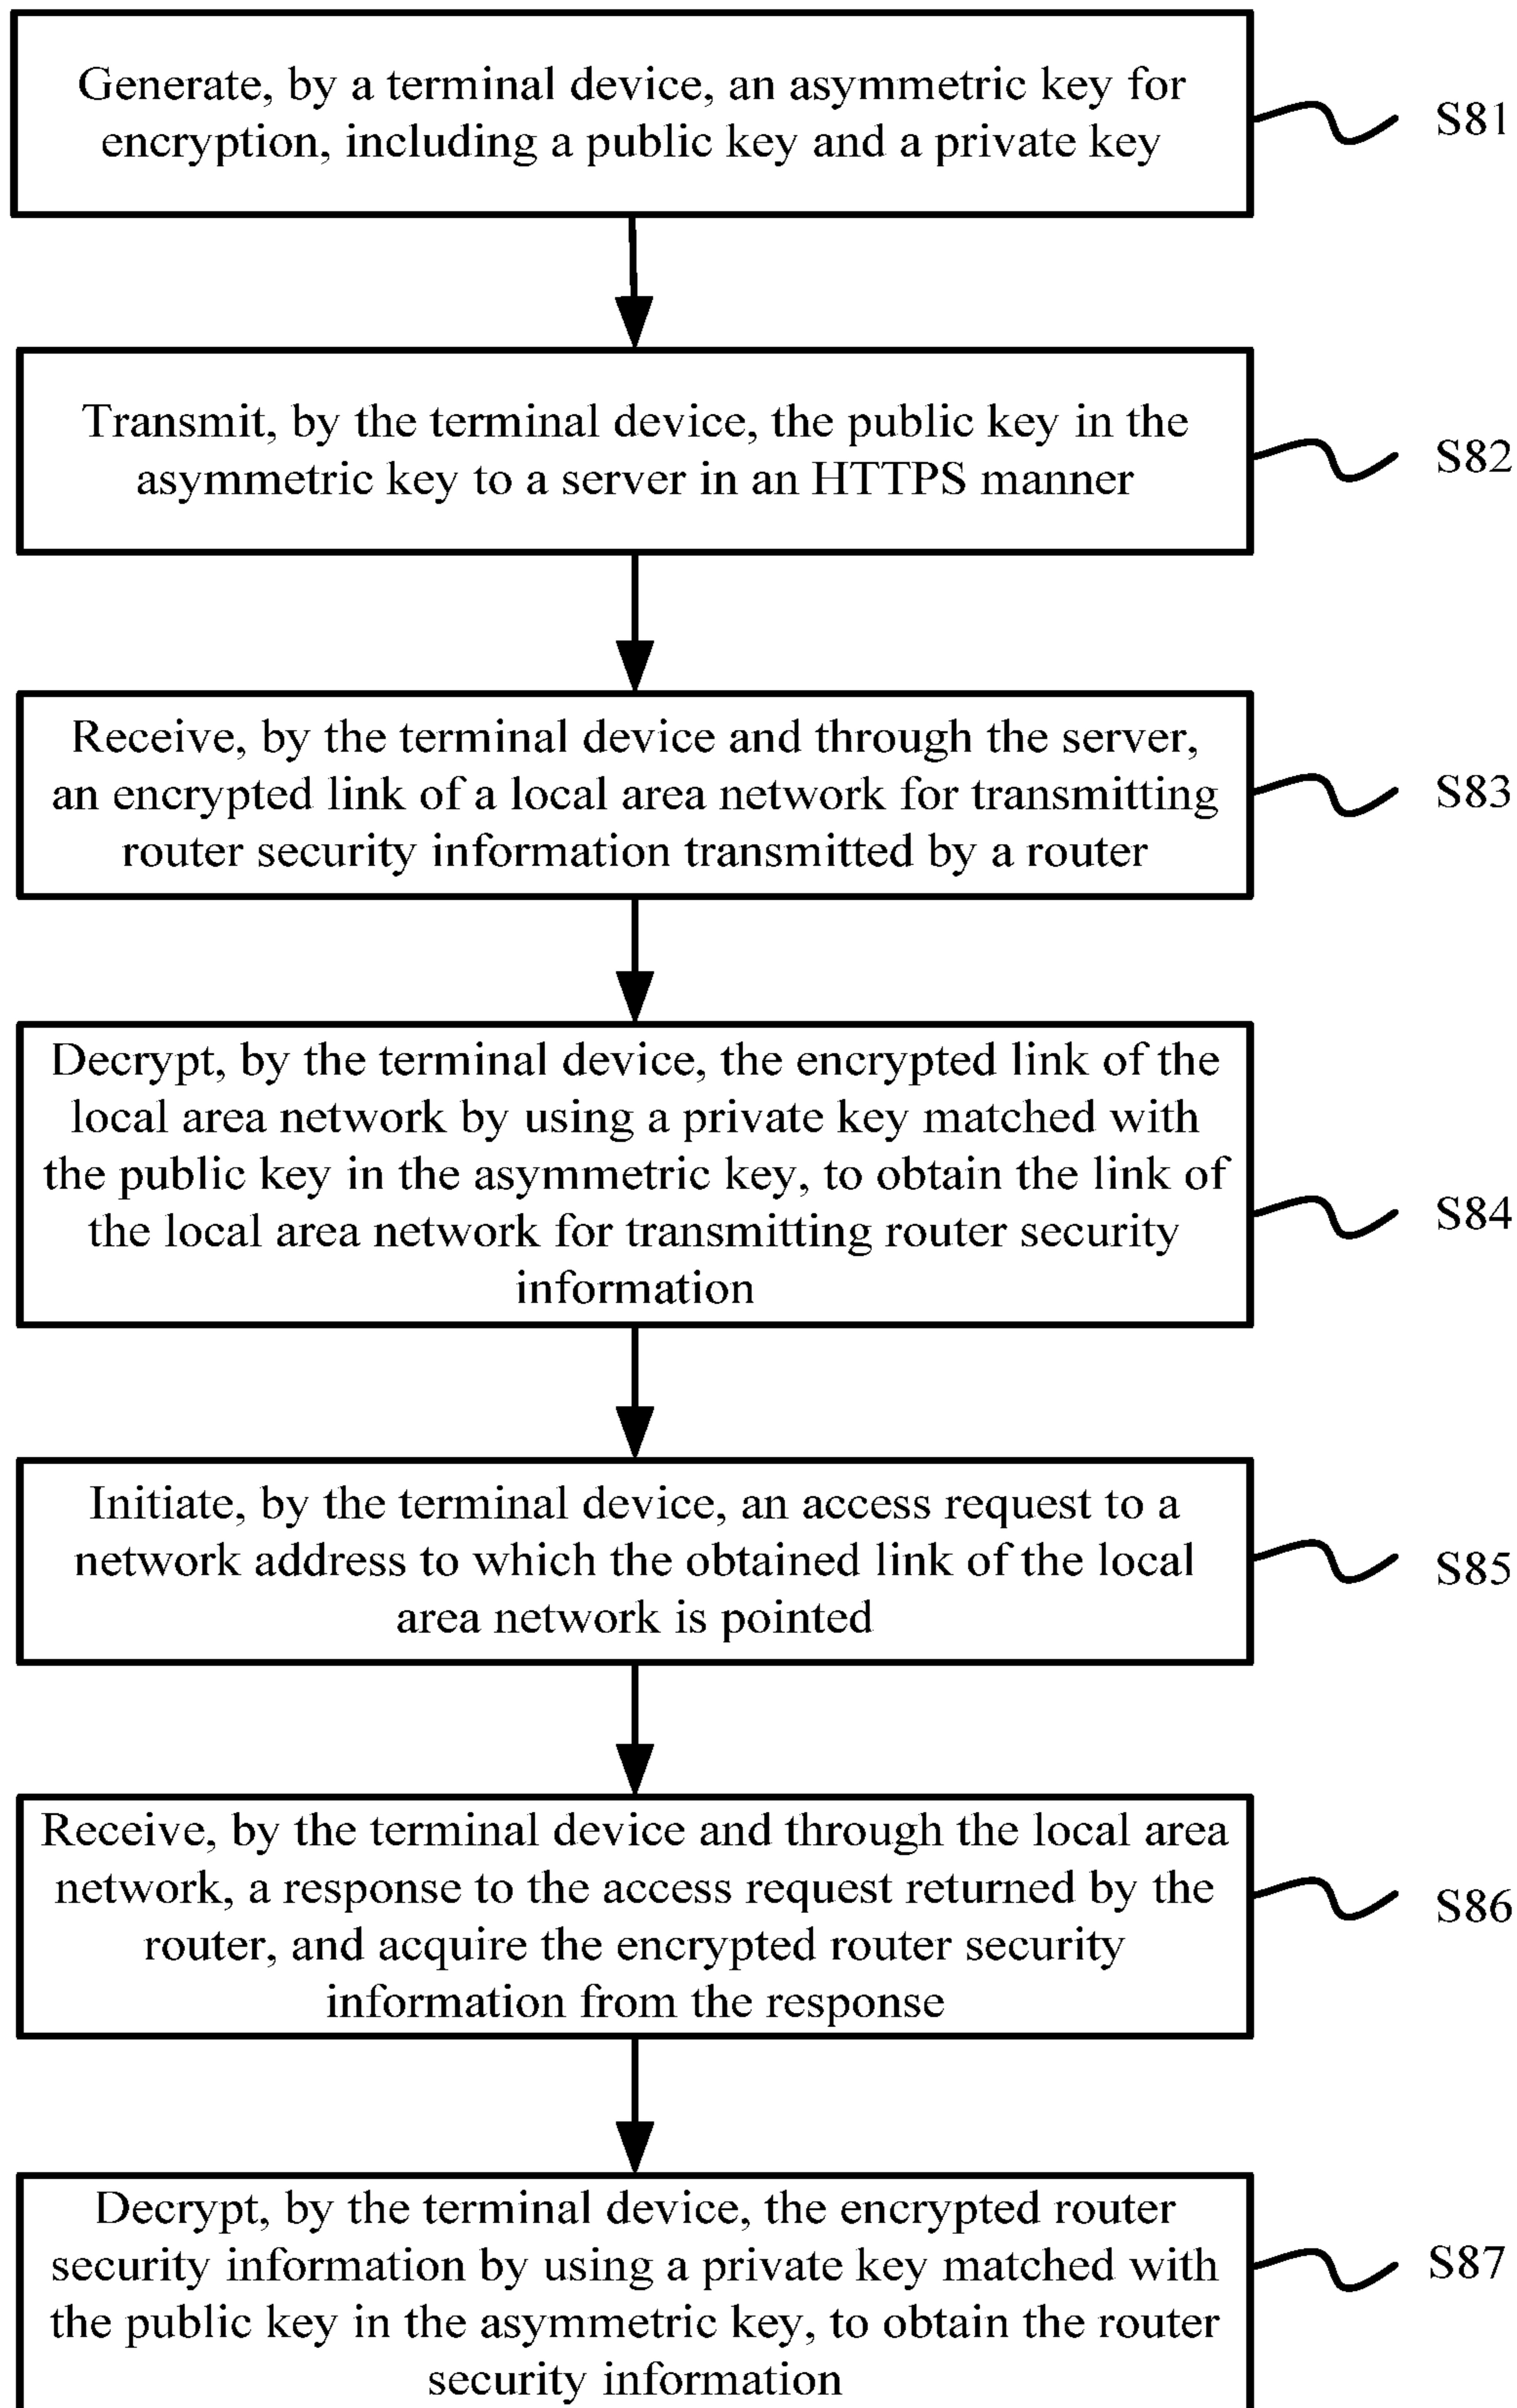 Generate, by a terminal device, an asymmetric key for
encryption, including a public key and a private key
S81
Transmit, by the terminal device, the public key in the
asymmetric key to a server in an HTTPS manner
S82
Receive, by the terminal device and through the server,
an encrypted link of a local area network for transmitting
router security information transmitted by a router
S83
Decrypt, by the terminal device, the encrypted link of the
local area network by using a private key matched with
the public key in the asymmetric key, to obtain the link of
the local area network for transmitting router security
information
S84
Initiate, by the terminal device, an access request to a
network address to which the obtained link of the local
area network is pointed
S85
Receive, by the terminal device and through the local area
network, a response to the access request returned by the
router, and acquire the encrypted router security
information from the response
S86
Decrypt, by the terminal device, the encrypted router
security information by using a private key matched with
the public key in the asymmetric key, to obtain the router
security information
S87